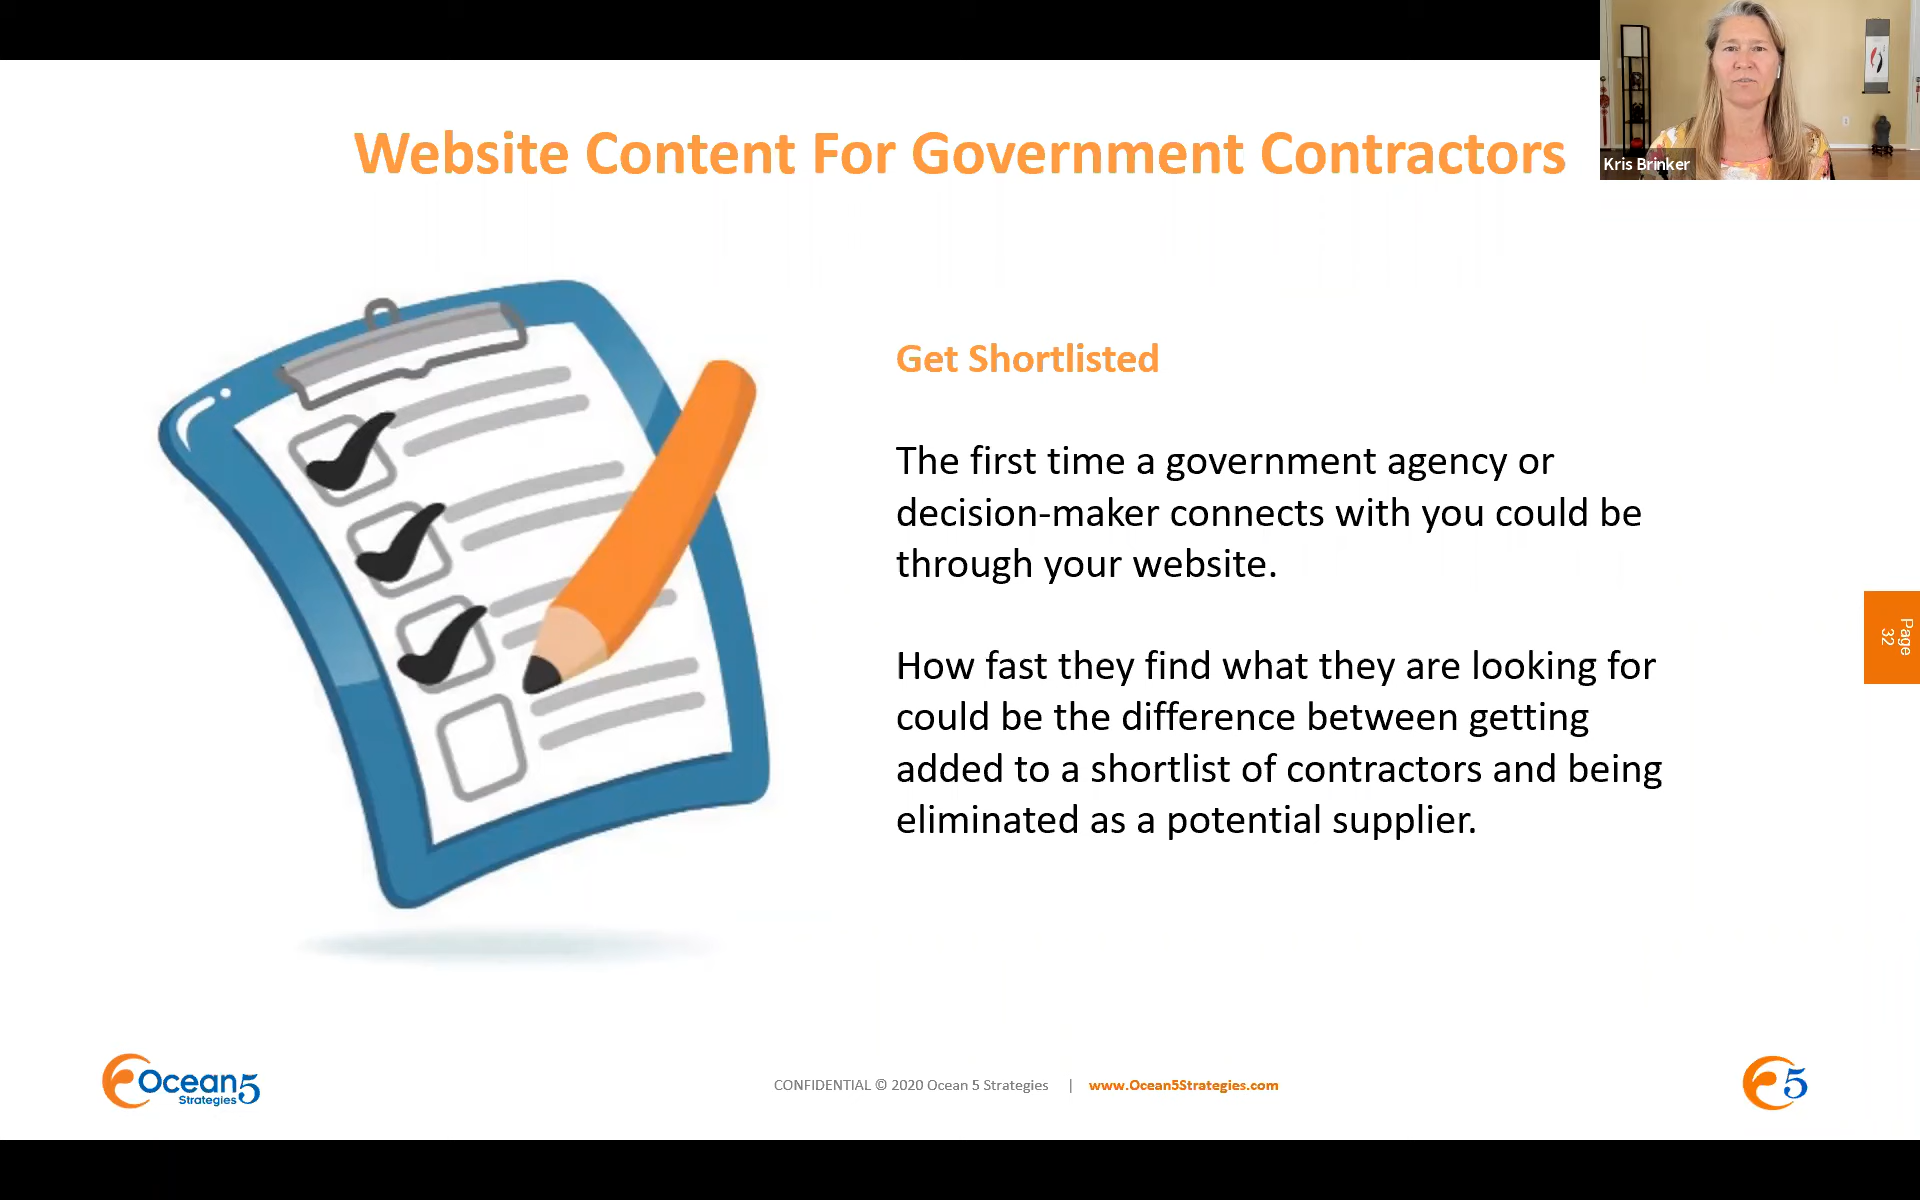 Website Content For Government Contractors
Kris Brinker
Get Shortlisted
The first time a government agency or
decision-maker connects with you could be
through your website.
How fast they find what they are looking for
could be the difference between getting
added to a shortlist of contractors and being
eliminated as a potential supplier.
Page
32
Ocean5
Strategies
CONFIDENTIAL © 2020 Ocean 5 Strategies | www.Ocean5Strategies.com
5